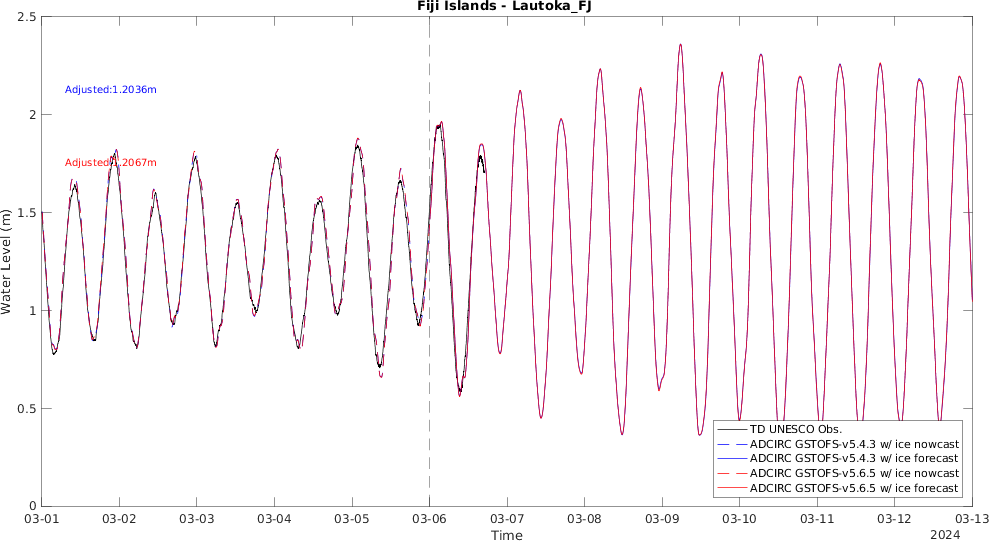 Fiji Islands - Lautoka_FJ
2.5
Adjusted:1.2036m
2
Adjusted:1.2067m
1.5
Water Level (m)
1
0.5
TD UNESCO Obs.
ADCIRC GSTOFS-v5.4.3 w/ ice nowcast
ADCIRC GSTOFS-v5.4.3 w/ ice forecast
ADCIRC GSTOFS-v5.6.5 w/ ice nowcast
ADCIRC GSTOFS-v5.6.5 w/ ice forecast
0
03-01 03-02 03-03 03-04 03-05 03-06 03-07 03-08 03-09 03-10 03-11 03-12 03-13
Time
2024